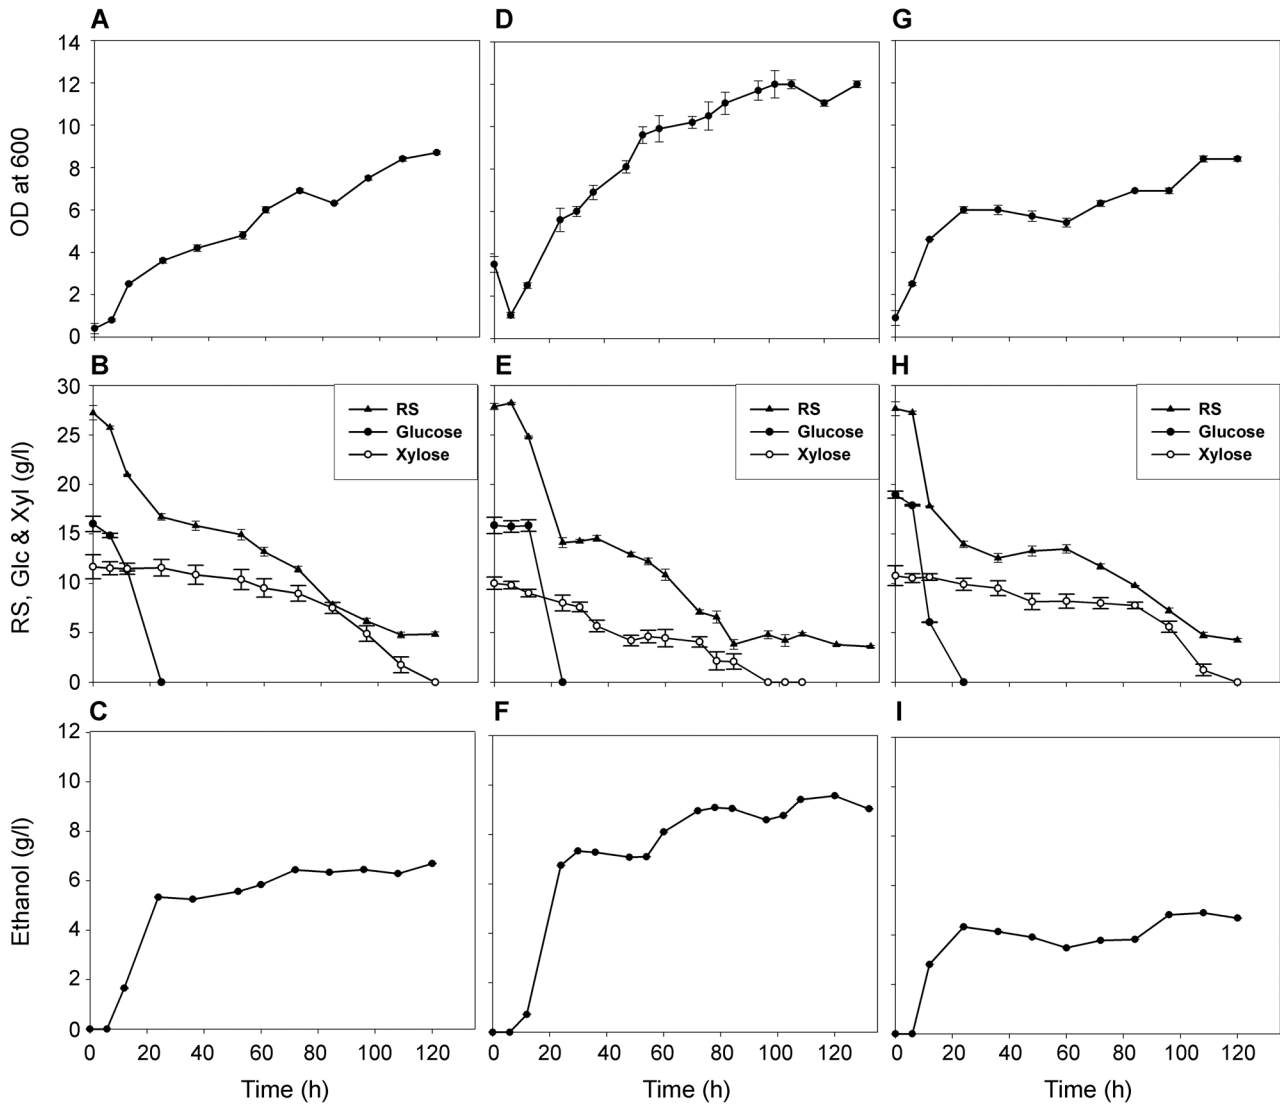 A D G
14
12
10
8
6
4
2
0
OD at 600
B E H
30
25
20
15
10
5
0
RS, Glc & Xyl (g/l)
RS
Glucose
Xylose
RS
Glucose
Xylose
RS
Glucose
Xylose
C F I
12
10
8
6
4
2
0
Ethanol (g/l)
0 20 40 60 80 100 120 0 20 40 60 80 100 120 0 20 40 60 80 100 120
Time (h) Time (h) Time (h)